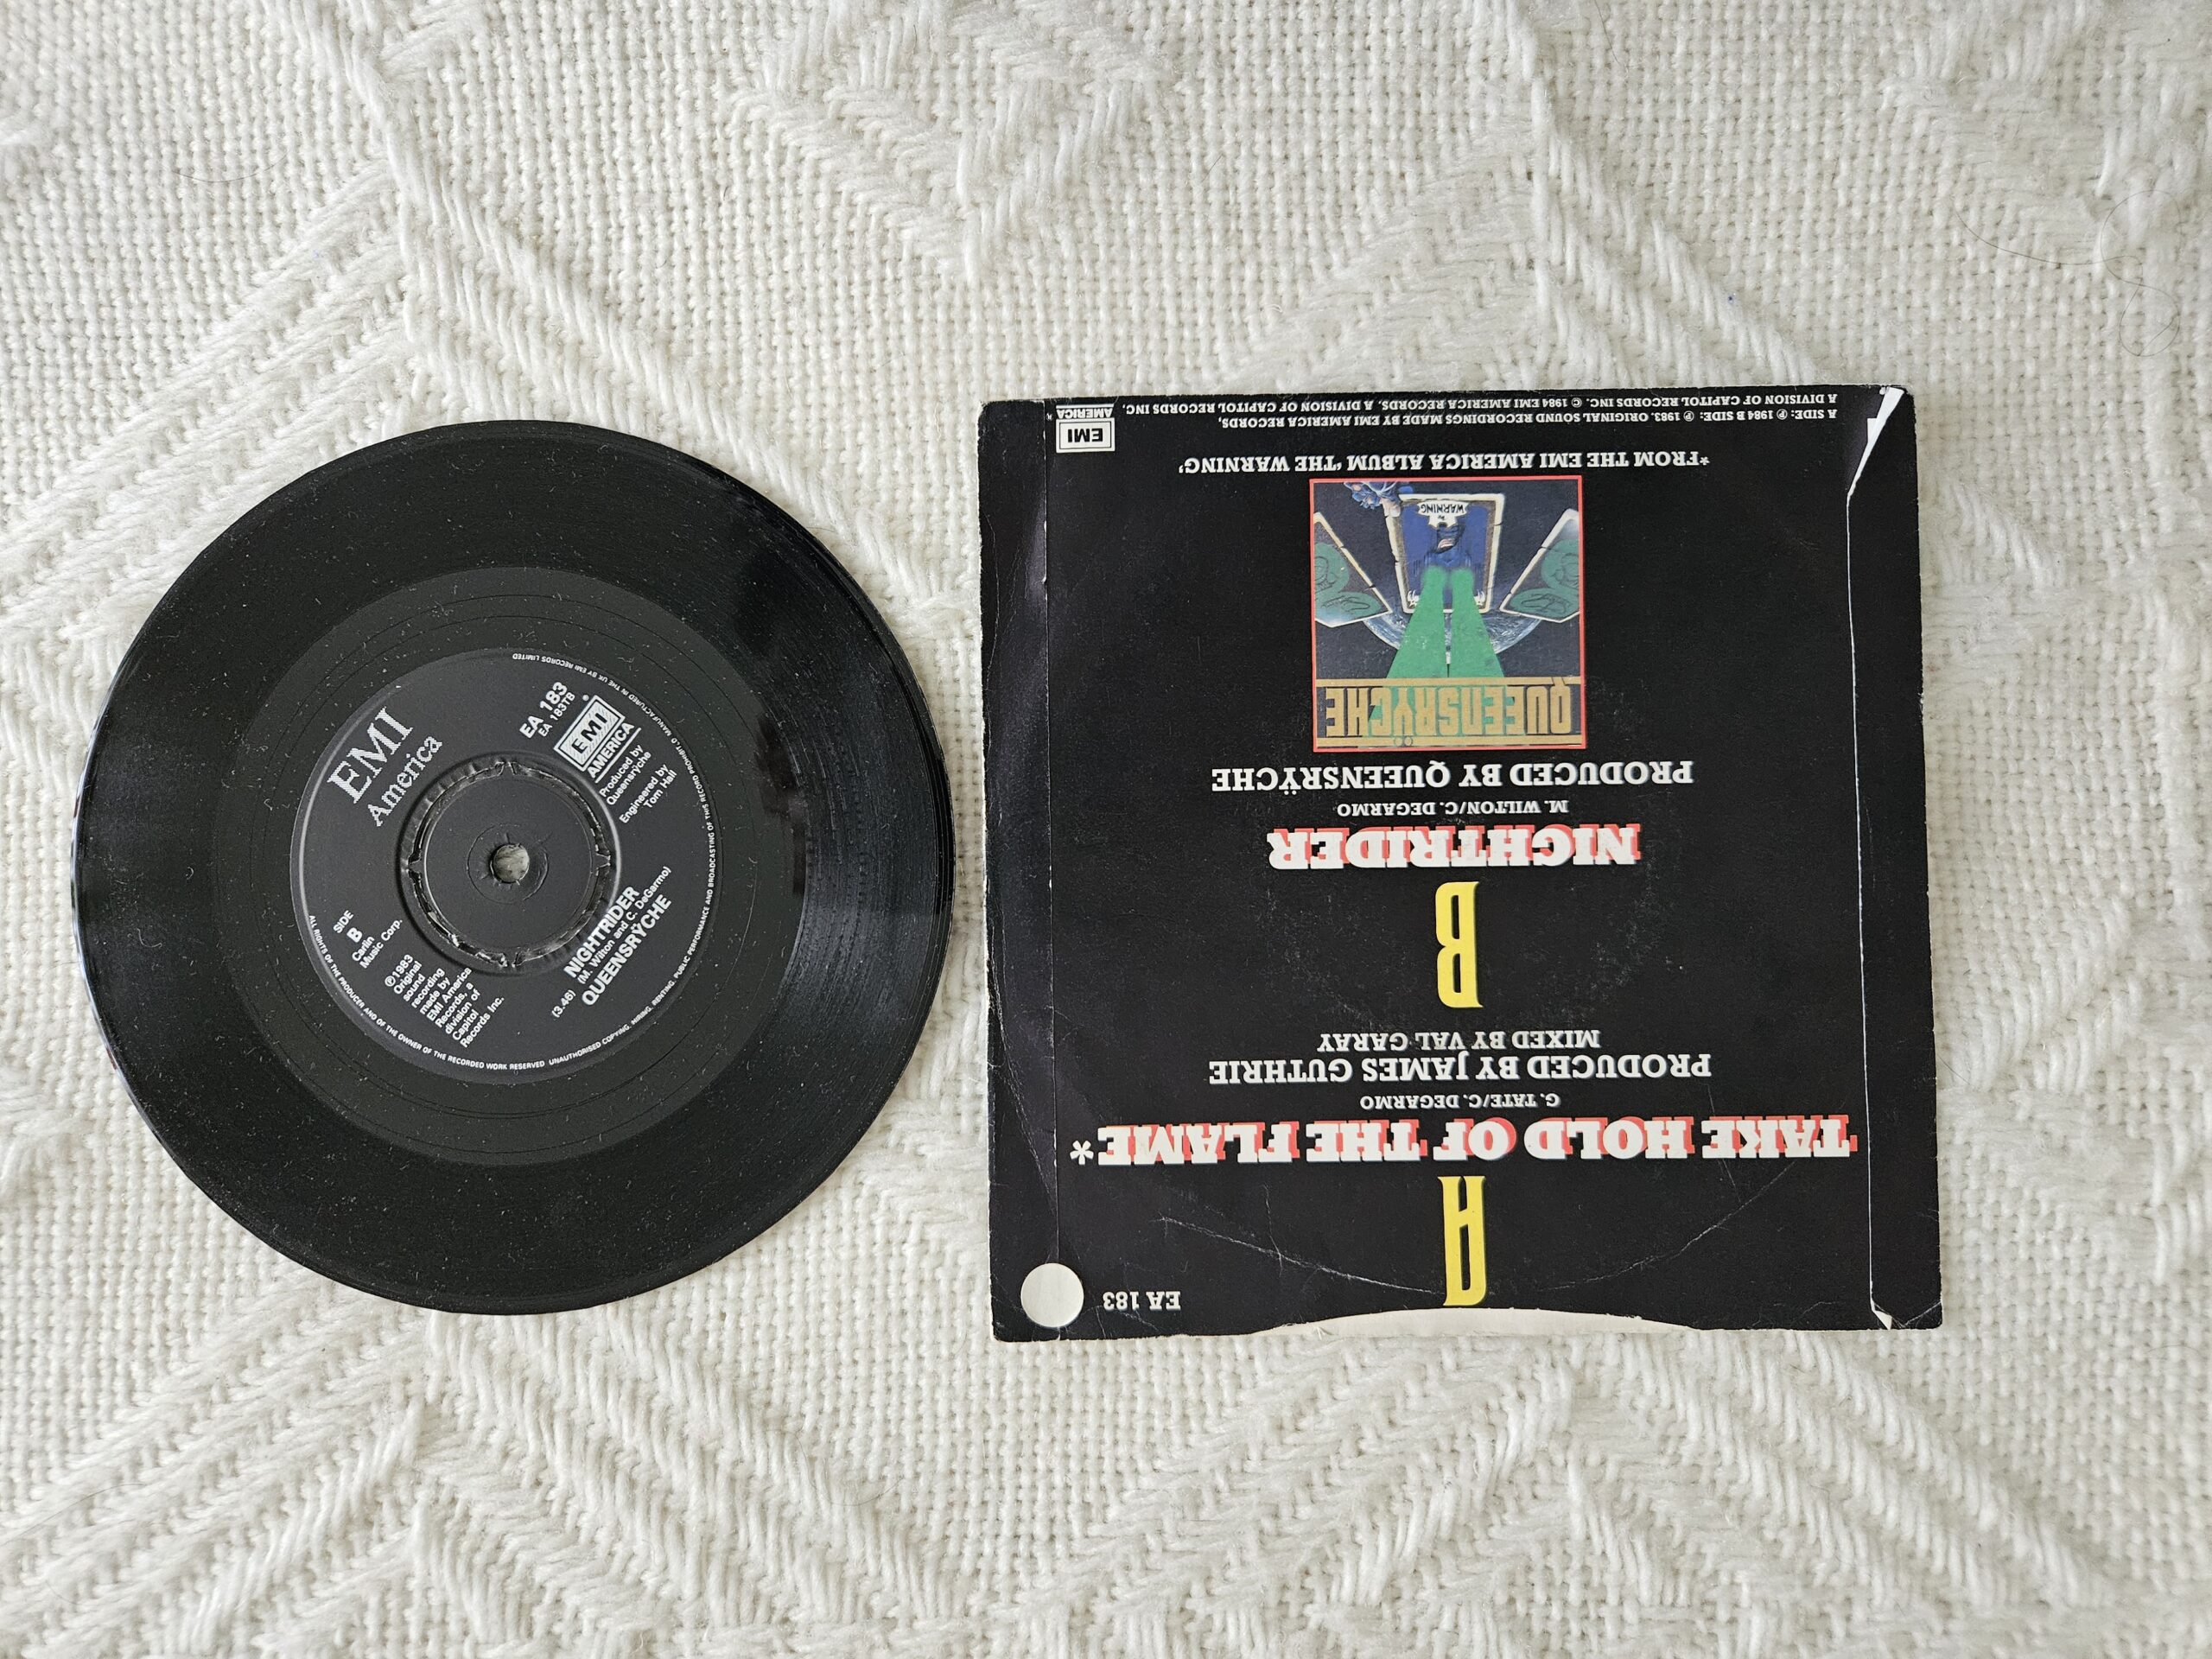 EMI
America
EA 183
EA 183TB
EMI
AMERICA
Produced by
Queensrÿche
Engineered by
Tom Hall
SIDE
B
Carlin
Music Corp.
℗1983
Original
sound
recording
made by
EMI America
Records, a
division of
Capitol
Records Inc.
NIGHTRIDER
(3.46) (M. Wilton and C. DeGarmo)
QUEENSRŸCHE
ALL RIGHTS OF THE PRODUCER AND OF THE OWNER OF THE RECORDED WORK RESERVED UNAUTHORISED COPYING, HIRING, RENTING, PUBLIC PERFORMANCE AND BROADCASTING OF THIS RECORD PROHIBITED MANUFACTURED IN THE UK BY EMI RECORDS LIMITED
EA 183
A
TAKE HOLD OF THE FLAME*
G. TATE/C. DEGARMO
PRODUCED BY JAMES GUTHRIE
MIXED BY VAL GARAY
B
NIGHTRIDER
M. WILTON/C. DEGARMO
PRODUCED BY QUEENSRŸCHE
QUEENSRŸCHE
WARNING
*FROM THE EMI AMERICA ALBUM 'THE WARNING'
A SIDE: ℗ 1984 B SIDE: ℗ 1983. ORIGINAL SOUND RECORDINGS MADE BY EMI AMERICA RECORDS,
A DIVISION OF CAPITOL RECORDS INC. © 1984 EMI AMERICA RECORDS. A DIVISION OF CAPITOL RECORDS INC.
EMI
AMERICA